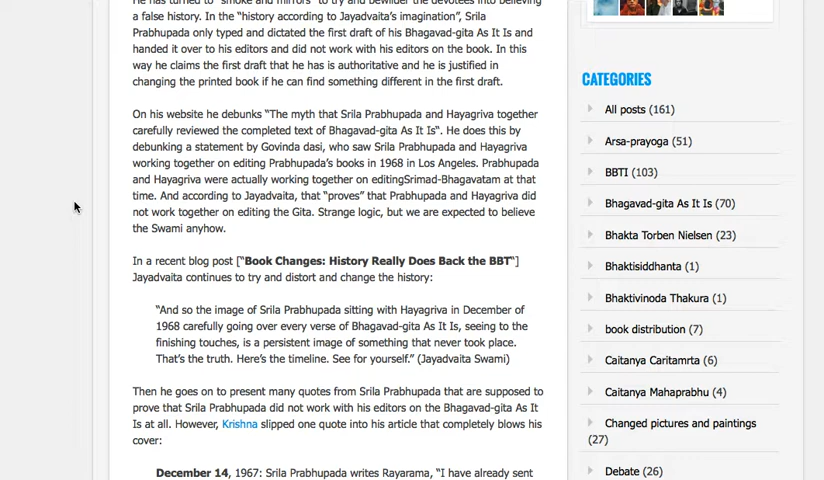 He has turned to "smoke and mirrors" to try and bewilder the devotees into believing
a false history. In the "history according to Jayadvaita's imagination", Srila
Prabhupada only typed and dictated the first draft of his Bhagavad-gita As It Is and
handed it over to his editors and did not work with his editors on the book. In this
way he claims the first draft that he has is authoritative and he is justified in
changing the printed book if he can find something different in the first draft.
On his website he debunks "The myth that Srila Prabhupada and Hayagriva together
carefully reviewed the completed text of Bhagavad-gita As It Is". He does this by
debunking a statement by Govinda dasi, who saw Srila Prabhupada and Hayagriva
working together on editing Prabhupada's books in 1968 in Los Angeles. Prabhupada
and Hayagriva were actually working together on editingSrimad-Bhagavatam at that
time. And according to Jayadvaita, that "proves" that Prabhupada and Hayagriva did
not work together on editing the Gita. Strange logic, but we are expected to believe
the Swami anyhow.
In a recent blog post ["Book Changes: History Really Does Back the BBT"]
Jayadvaita continues to try and distort and change the history:
"And so the image of Srila Prabhupada sitting with Hayagriva in December of
1968 carefully going over every verse of Bhagavad-gita As It Is, seeing to the
finishing touches, is a persistent image of something that never took place.
That's the truth. Here's the timeline. See for yourself." (Jayadvaita Swami)
Then he goes on to present many quotes from Srila Prabhupada that are supposed to
prove that Srila Prabhupada did not work with his editors on the Bhagavad-gita As It
Is at all. However, Krishna slipped one quote into his article that completely blows his
cover:
December 14, 1967: Srila Prabhupada writes Rayarama, "I have already sent
CATEGORIES
All posts (161)
Arsa-prayoga (51)
BBTI (103)
Bhagavad-gita As It Is (70)
Bhakta Torben Nielsen (23)
Bhaktisiddhanta (1)
Bhaktivinoda Thakura (1)
book distribution (7)
Caitanya Caritamrta (6)
Caitanya Mahaprabhu (4)
Changed pictures and paintings
(27)
Debate (26)